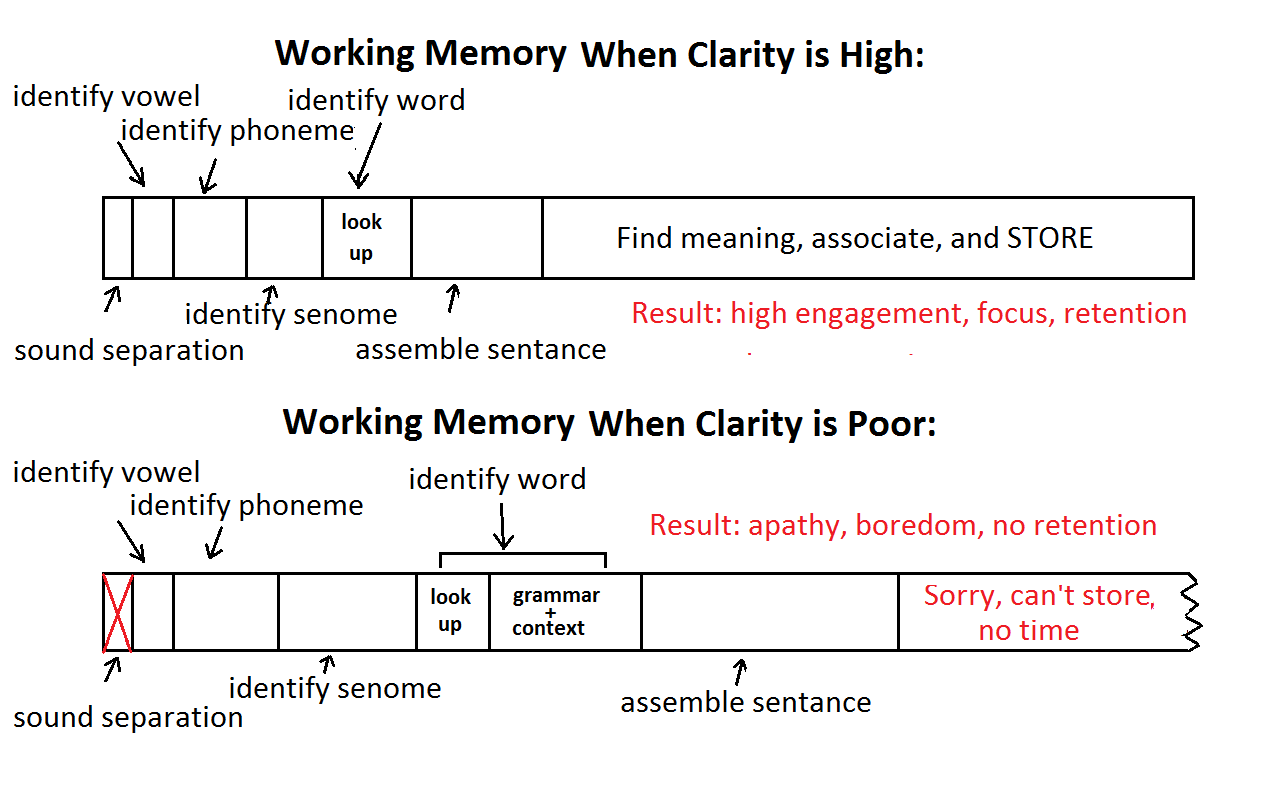 Working Memory When Clarity is High:
identify vowel
identify word
identify phoneme
look
up
Find meaning, associate, and STORE
identify senome
Result: high engagement, focus, retention
sound separation
assemble sentance
Working Memory When Clarity is Poor:
identify vowel
identify word
identify phoneme
Result: apathy, boredom, no retention
look
up
grammar
+
context
Sorry, can't store,
no time
identify senome
sound separation
assemble sentance